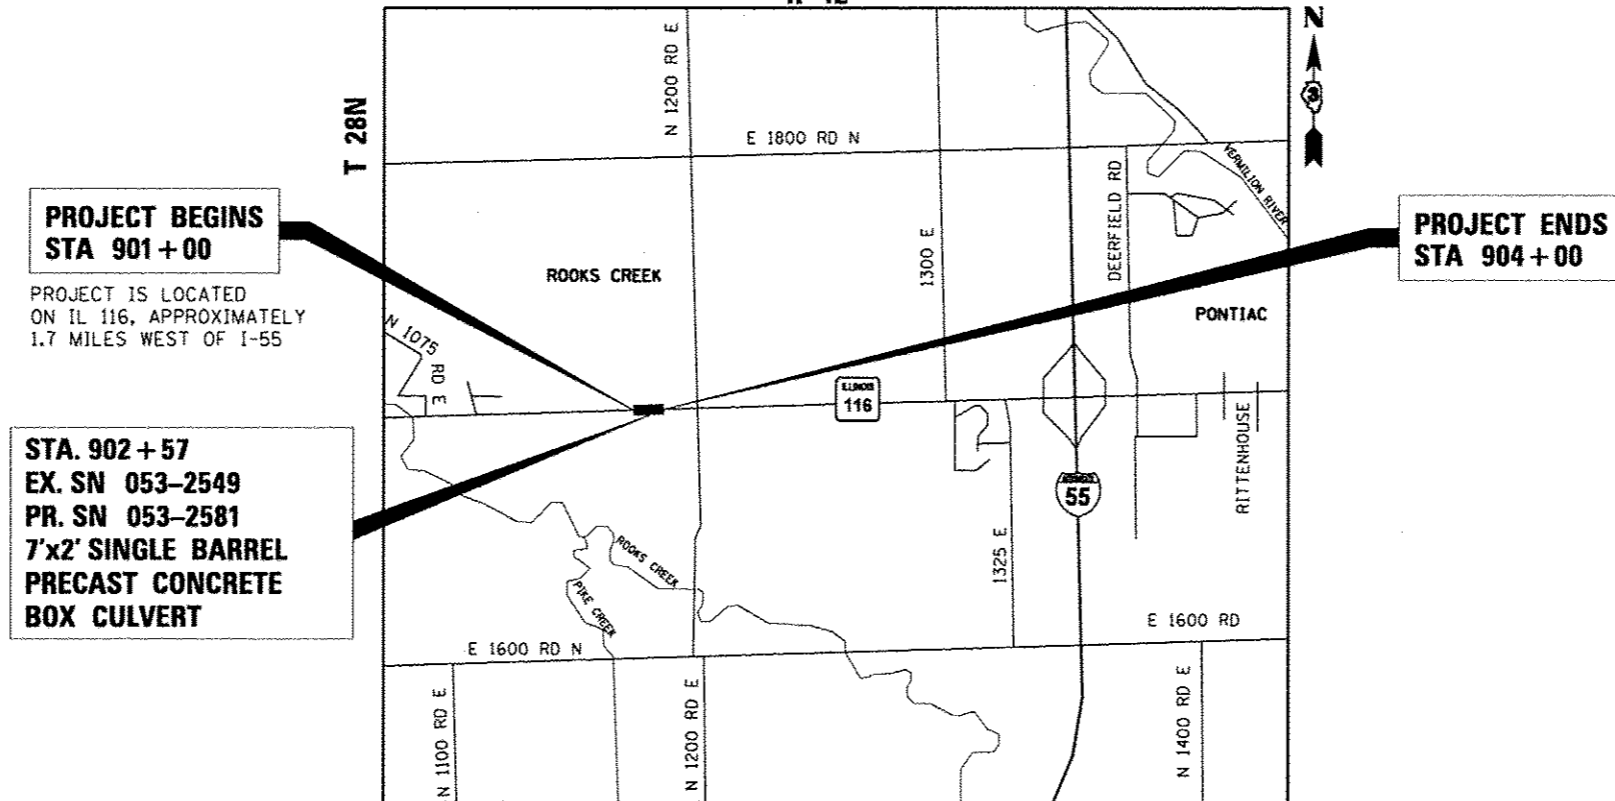 N
3
T 28N
N 1200 RD E
E 1800 RD N
DEERFIELD RD
VERMILION RIVER
PROJECT BEGINS
STA 901+00
PROJECT IS LOCATED
ON IL 116, APPROXIMATELY
1.7 MILES WEST OF I-55
ROOKS CREEK
1300 E
PONTIAC
PROJECT ENDS
STA 904+00
N 1075
RD E
ILLINOIS
116
RITTENHOUSE
STA. 902+57
EX. SN 053-2549
PR. SN 053-2581
7'x2' SINGLE BARREL
PRECAST CONCRETE
BOX CULVERT
55
ROOKS CREEK
PIKE CREEK
1325 E
E 1600 RD N
E 1600 RD
N 1100 RD E
N 1200 RD E
N 1400 RD E